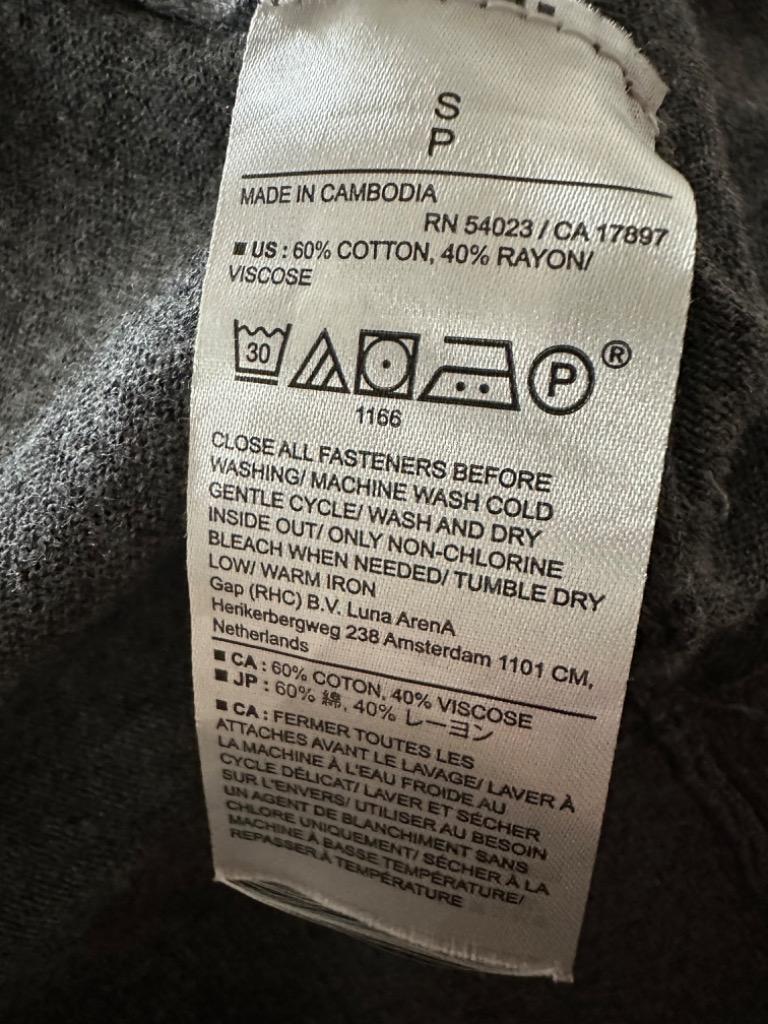 S
P
MADE IN CAMBODIA
RN 54023 / CA 17897
US : 60% COTTON, 40% RAYON/
VISCOSE
30
P
®
1166
CLOSE ALL FASTENERS BEFORE
WASHING/ MACHINE WASH COLD
GENTLE CYCLE/ WASH AND DRY
INSIDE OUT/ ONLY NON-CHLORINE
BLEACH WHEN NEEDED/ TUMBLE DRY
LOW/ WARM IRON
Gap (RHC) B.V. Luna ArenA
Herikerbergweg 238 Amsterdam 1101 CM,
Netherlands
CA : 60% COTON, 40% VISCOSE
JP : 60% 綿, 40% レーヨン
CA : FERMER TOUTES LES
ATTACHES AVANT LE LAVAGE/ LAVER À
LA MACHINE À L'EAU FROIDE AU
CYCLE DÉLICAT/ LAVER ET SÉCHER
SUR L'ENVERS/ UTILISER AU BESOIN
UN AGENT DE BLANCHIMENT SANS
CHLORE UNIQUEMENT/ SÉCHER À LA
MACHINE À BASSE TEMPÉRATURE/
REPASSER À TEMPÉRATURE